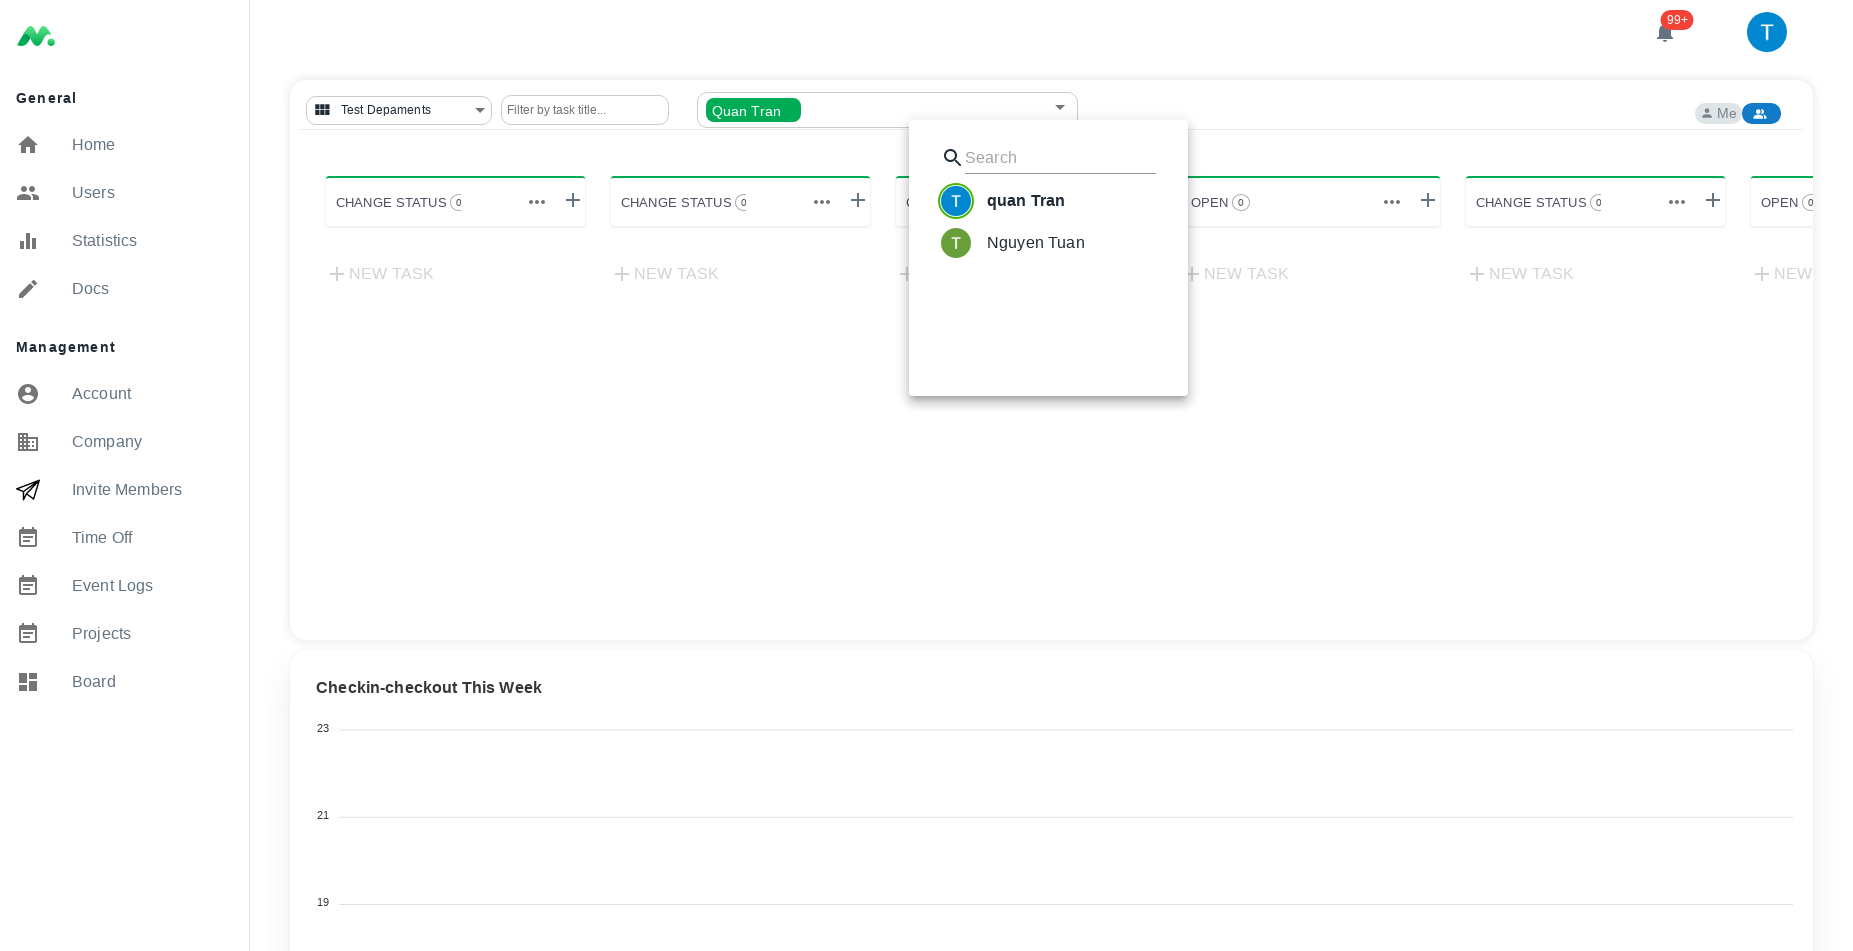 99+
T
General
Home
Users
Statistics
Docs
Management
Account
Company
Invite Members
Time Off
Event Logs
Projects
Board
Test Depaments
Filter by task title...
Quan Tran
Me
Search
T quan Tran
T Nguyen Tuan
CHANGE STATUS 0
NEW TASK
CHANGE STATUS 0
NEW TASK
OPEN 0
NEW TASK
CHANGE STATUS 0
NEW TASK
OPEN 0
NEW
Checkin-checkout This Week
23
21
19